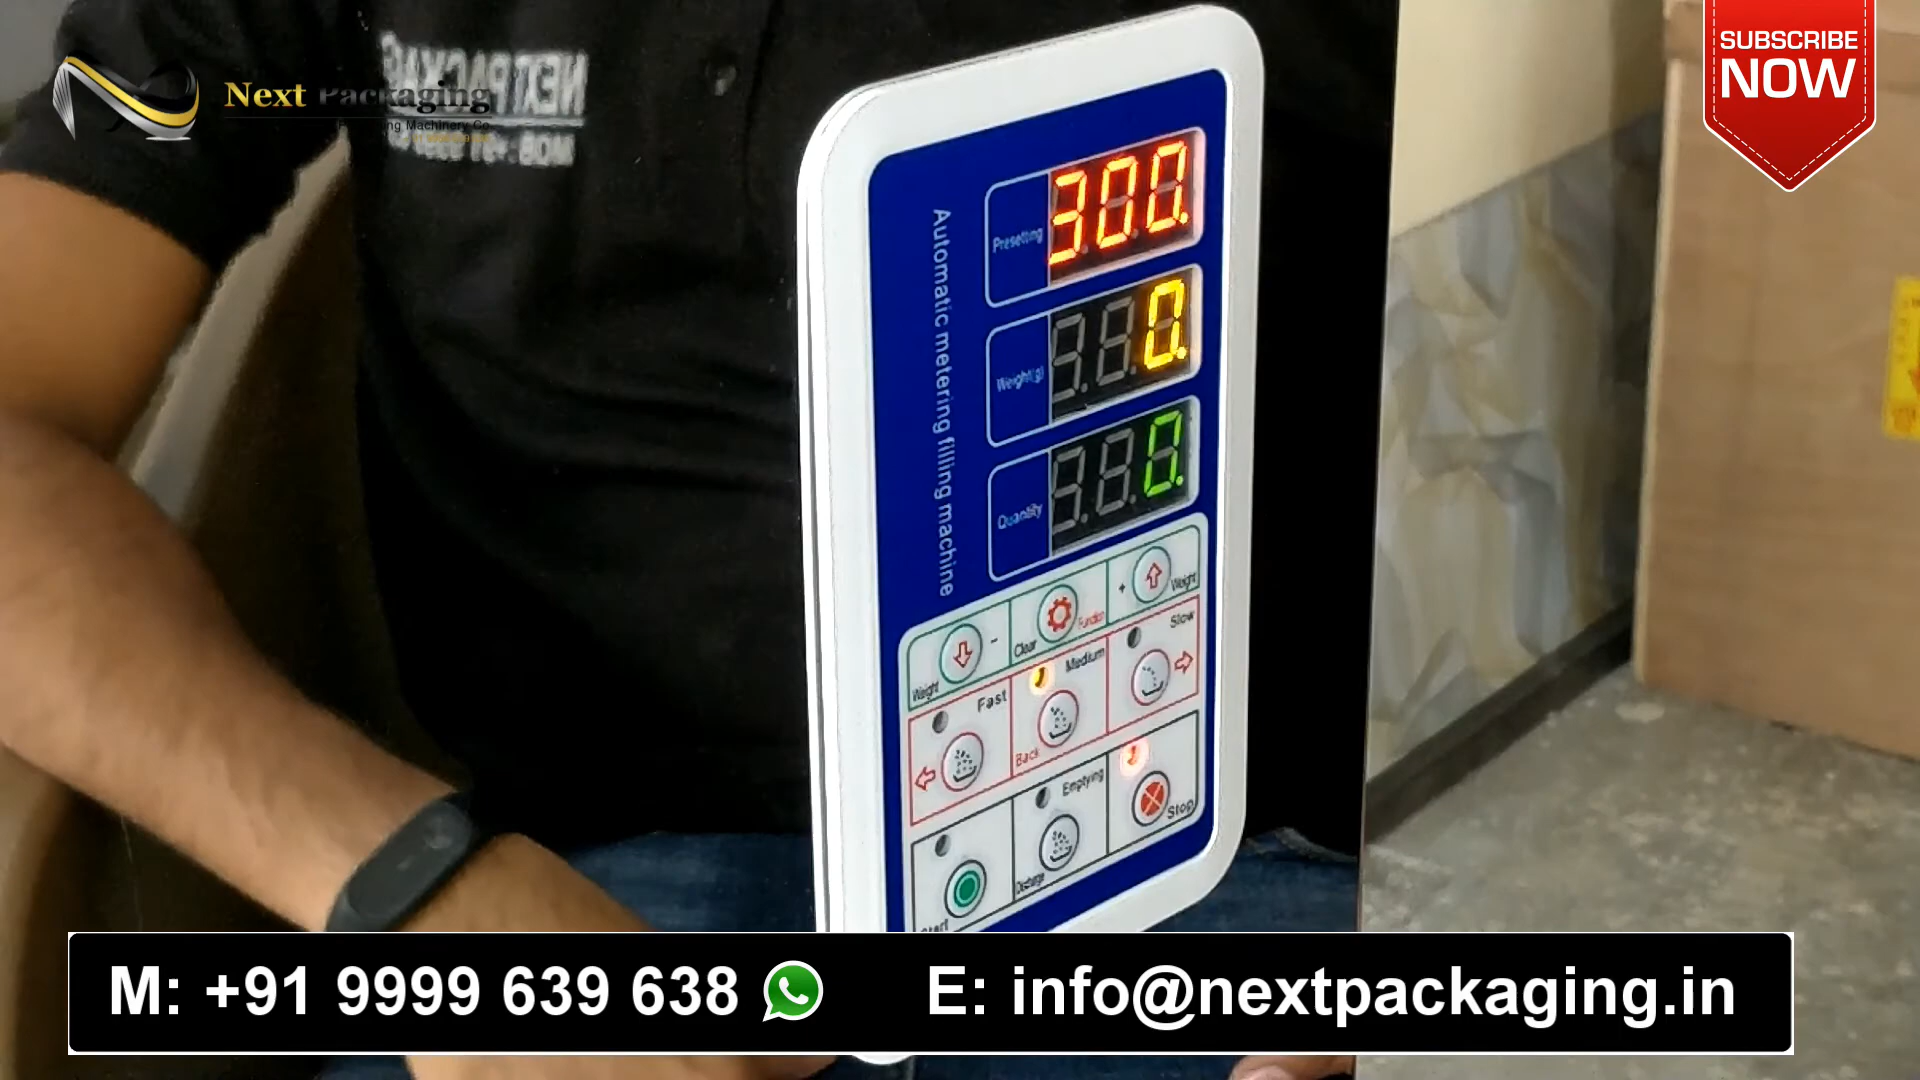 Next Packaging
SUBSCRIBE
NOW
Automatic metering filling machine
Presetting
300.
Weight(g)
0.
Quantity
0.
Weight
-
Clear
Function
+
Weight
Fast
Medium
Back
Slow
Start
Emptying
Discharge
Stop
M: +91 9999 639 638
E: info@nextpackaging.in